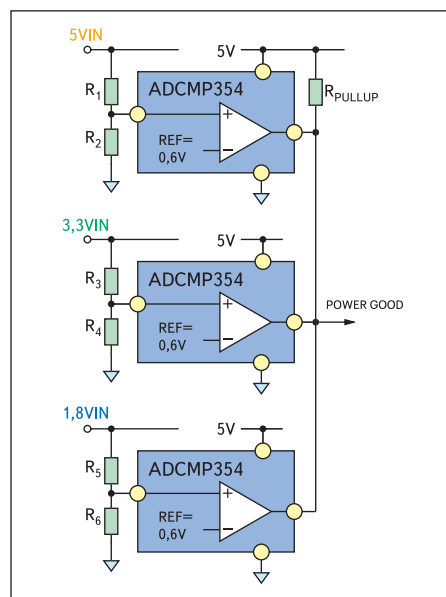 5VIN
5V
R1
ADCMP354
RPULLUP
R2
REF=
0,6V
+
−
3,3VIN
5V
R3
ADCMP354
R4
REF=
0,6V
+
−
POWER GOOD
1,8VIN
5V
R5
ADCMP354
R6
REF=
0,6V
+
−